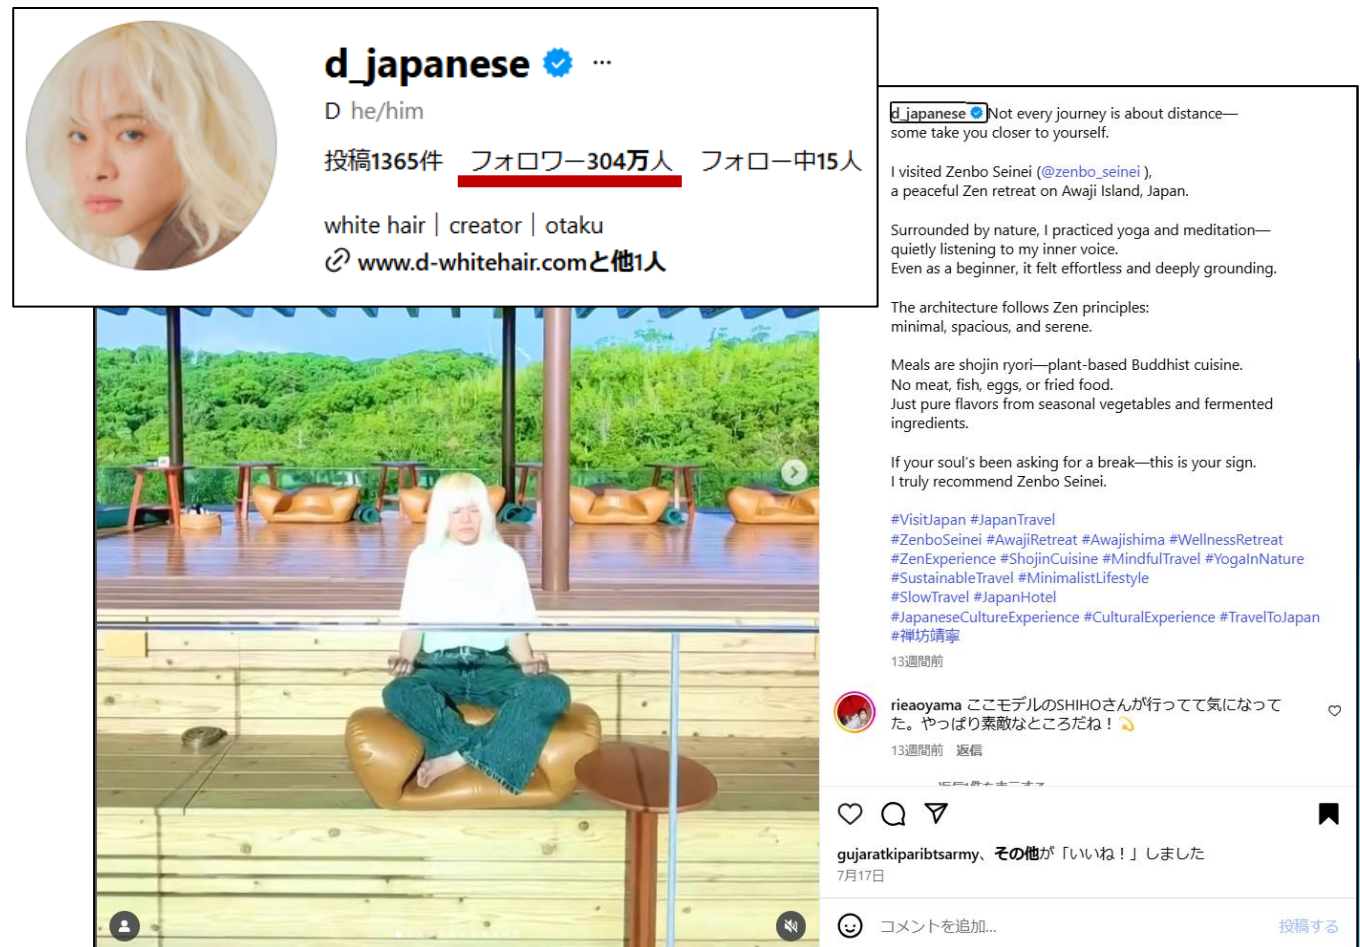 d_japanese ...
D he/him
投稿1365件 フォロワー304万人 フォロー中15人
white hair｜creator｜otaku
www.d-whitehair.comと他1人
d_japanese Not every journey is about distance—
some take you closer to yourself.
I visited Zenbo Seinei (@zenbo_seinei ),
a peaceful Zen retreat on Awaji Island, Japan.
Surrounded by nature, I practiced yoga and meditation—
quietly listening to my inner voice.
Even as a beginner, it felt effortless and deeply grounding.
The architecture follows Zen principles:
minimal, spacious, and serene.
Meals are shojin ryori—plant-based Buddhist cuisine.
No meat, fish, eggs, or fried food.
Just pure flavors from seasonal vegetables and fermented
ingredients.
If your soul's been asking for a break—this is your sign.
I truly recommend Zenbo Seinei.
#VisitJapan #JapanTravel
#ZenboSeinei #AwajiRetreat #Awajishima #WellnessRetreat
#ZenExperience #ShojinCuisine #MindfulTravel #YogaInNature
#SustainableTravel #MinimalistLifestyle
#SlowTravel #JapanHotel
#JapaneseCultureExperience #CulturalExperience #TravelToJapan
#禅坊靖寧
13週間前
rieaoyama ここモデルのSHIHOさんが行ってて気になって
た。やっぱり素敵なところだね！💫
13週間前 返信
gujaratkiparibtsarmy、その他が「いいね！」しました
7月17日
コメントを追加... 投稿する